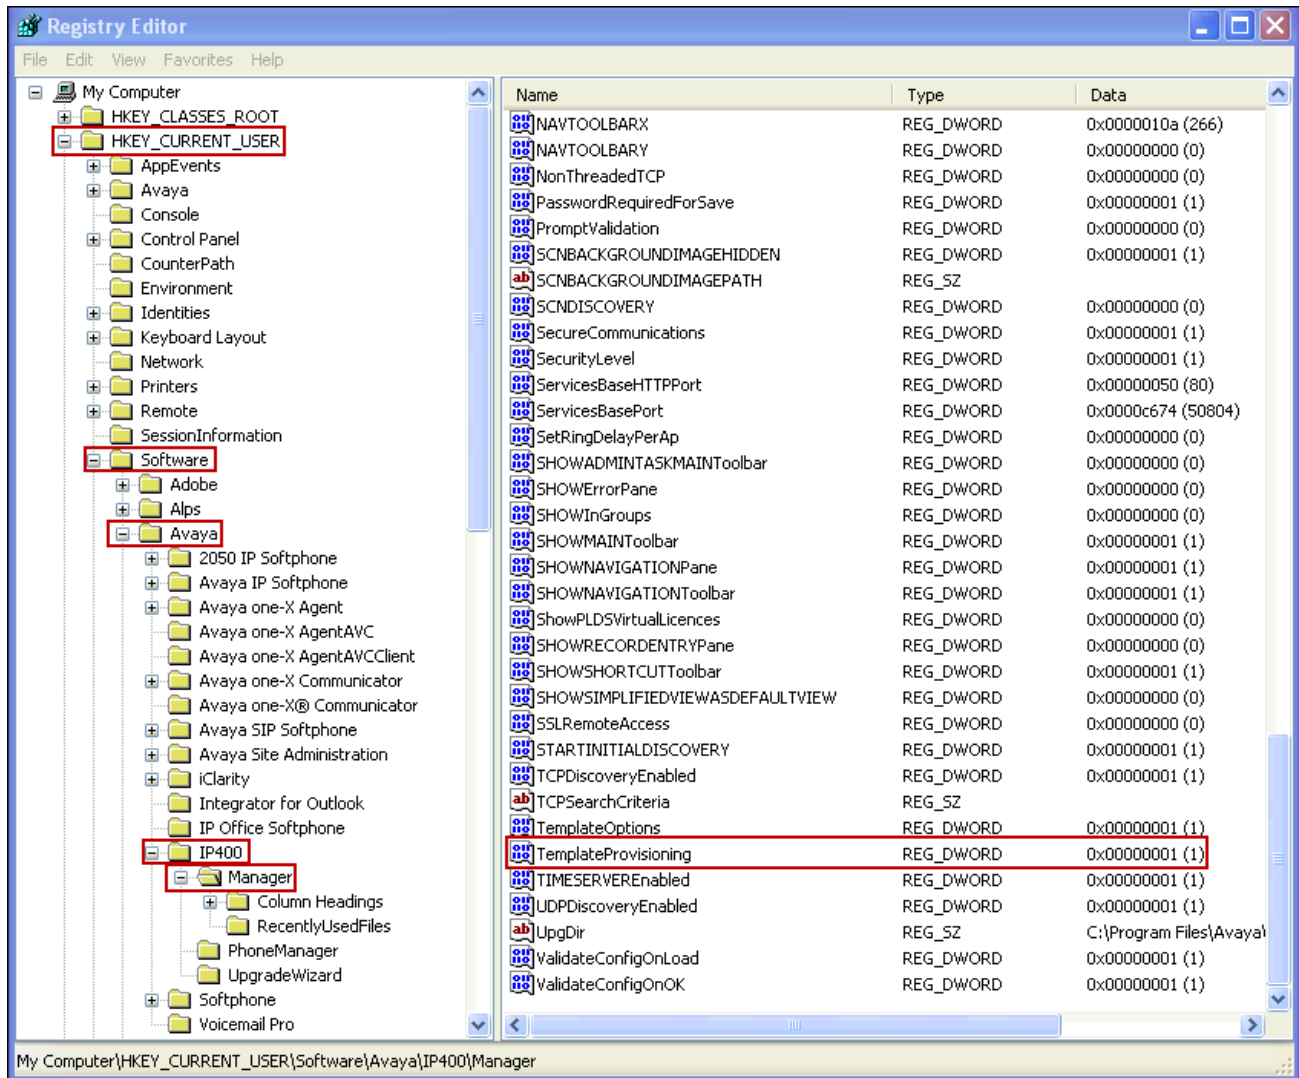 Registry Editor
File Edit View Favorites Help
My Computer
HKEY_CLASSES_ROOT
HKEY_CURRENT_USER
AppEvents
Avaya
Console
Control Panel
CounterPath
Environment
Identities
Keyboard Layout
Network
Printers
Remote
SessionInformation
Software
Adobe
Alps
Avaya
2050 IP Softphone
Avaya IP Softphone
Avaya one-X Agent
Avaya one-X AgentAVC
Avaya one-X AgentAVCClient
Avaya one-X Communicator
Avaya one-X® Communicator
Avaya SIP Softphone
Avaya Site Administration
iClarity
Integrator for Outlook
IP Office Softphone
IP400
Manager
Column Headings
RecentlyUsedFiles
PhoneManager
UpgradeWizard
Softphone
Voicemail Pro
Name Type Data
NAVTOOLBARX REG_DWORD 0x0000010a (266)
NAVTOOLBARY REG_DWORD 0x00000000 (0)
NonThreadedTCP REG_DWORD 0x00000000 (0)
PasswordRequiredForSave REG_DWORD 0x00000001 (1)
PromptValidation REG_DWORD 0x00000000 (0)
SCNBACKGROUNDIMAGEHIDDEN REG_DWORD 0x00000001 (1)
SCNBACKGROUNDIMAGEPATH REG_SZ
SCNDISCOVERY REG_DWORD 0x00000000 (0)
SecureCommunications REG_DWORD 0x00000001 (1)
SecurityLevel REG_DWORD 0x00000001 (1)
ServicesBaseHTTPPort REG_DWORD 0x00000050 (80)
ServicesBasePort REG_DWORD 0x0000c674 (50804)
SetRingDelayPerAp REG_DWORD 0x00000000 (0)
SHOWADMINTASKMAINToolbar REG_DWORD 0x00000000 (0)
SHOWErrorPane REG_DWORD 0x00000000 (0)
SHOWInGroups REG_DWORD 0x00000000 (0)
SHOWMAINToolbar REG_DWORD 0x00000001 (1)
SHOWNAVIGATIONPane REG_DWORD 0x00000001 (1)
SHOWNAVIGATIONToolbar REG_DWORD 0x00000001 (1)
ShowPLDSVirtualLicences REG_DWORD 0x00000000 (0)
SHOWRECORDENTRYPane REG_DWORD 0x00000000 (0)
SHOWSHORTCUTToolbar REG_DWORD 0x00000001 (1)
SHOWSIMPLIFIEDVIEWASDEFAULTVIEW REG_DWORD 0x00000000 (0)
SSLRemoteAccess REG_DWORD 0x00000000 (0)
STARTINITIALDISCOVERY REG_DWORD 0x00000001 (1)
TCPDiscoveryEnabled REG_DWORD 0x00000001 (1)
TCPSearchCriteria REG_SZ
TemplateOptions REG_DWORD 0x00000001 (1)
TemplateProvisioning REG_DWORD 0x00000001 (1)
TIMESERVEREnabled REG_DWORD 0x00000001 (1)
UDPDiscoveryEnabled REG_DWORD 0x00000001 (1)
UpgDir REG_SZ C:\Program Files\Avaya\
ValidateConfigOnLoad REG_DWORD 0x00000001 (1)
ValidateConfigOnOK REG_DWORD 0x00000001 (1)
My Computer\HKEY_CURRENT_USER\Software\Avaya\IP400\Manager